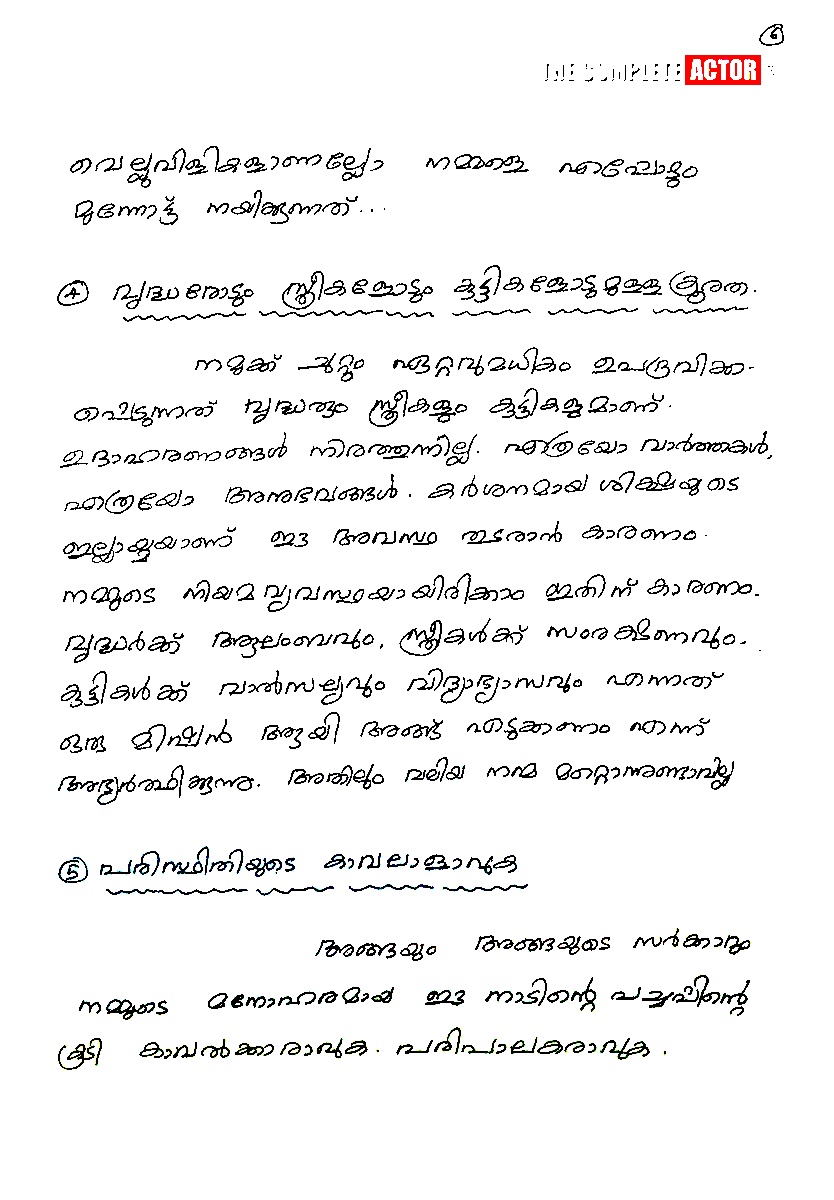 6
THE COMPLETE ACTOR
വെല്ലുവിളികളാണല്ലോ നമ്മളെ എപ്പോഴും
മുന്നോട്ട് നയിക്കുന്നത്...
④ വൃദ്ധരോടും സ്ത്രീകളോടും കുട്ടികളോടുമുള്ള ക്രൂരത.
നമുക്ക് ചുറ്റും ഏറ്റവുമധികം ഉപദ്രവിക്ക-
പ്പെടുന്നത് വൃദ്ധരും സ്ത്രീകളും കുട്ടികളുമാണ്.
ഉദാഹരണങ്ങൾ നിരത്തുന്നില്ല. എത്രയോ വാർത്തകൾ,
എത്രയോ അനുഭവങ്ങൾ. കർശനമായ ശിക്ഷയുടെ
ഇല്ലായ്മയാണ് ഈ അവസ്ഥ തുടരാൻ കാരണം.
നമ്മുടെ നിയമവ്യവസ്ഥയായിരിക്കാം ഇതിന് കാരണം.
വൃദ്ധർക്ക് ആലംബവും, സ്ത്രീകൾക്ക് സംരക്ഷണവും.
കുട്ടികൾക്ക് വാൽസല്യവും വിദ്യാഭ്യാസവും എന്നത്
ഒരു മിഷൻ ആയി അങ്ങ് എടുക്കണം എന്ന്
അഭ്യർത്ഥിക്കുന്നു. അതിലും വലിയ നന്മ മറ്റൊന്നുണ്ടാവില്ല
⑤ പരിസ്ഥിതിയുടെ കാവലാളാവുക
അങ്ങയും അങ്ങയുടെ സർക്കാരും
നമ്മുടെ മനോഹരമായ ഈ നാടിന്റെ പച്ചപ്പിന്റെ
കൂടി കാവൽക്കാരാവുക. പരിപാലകരാവുക.